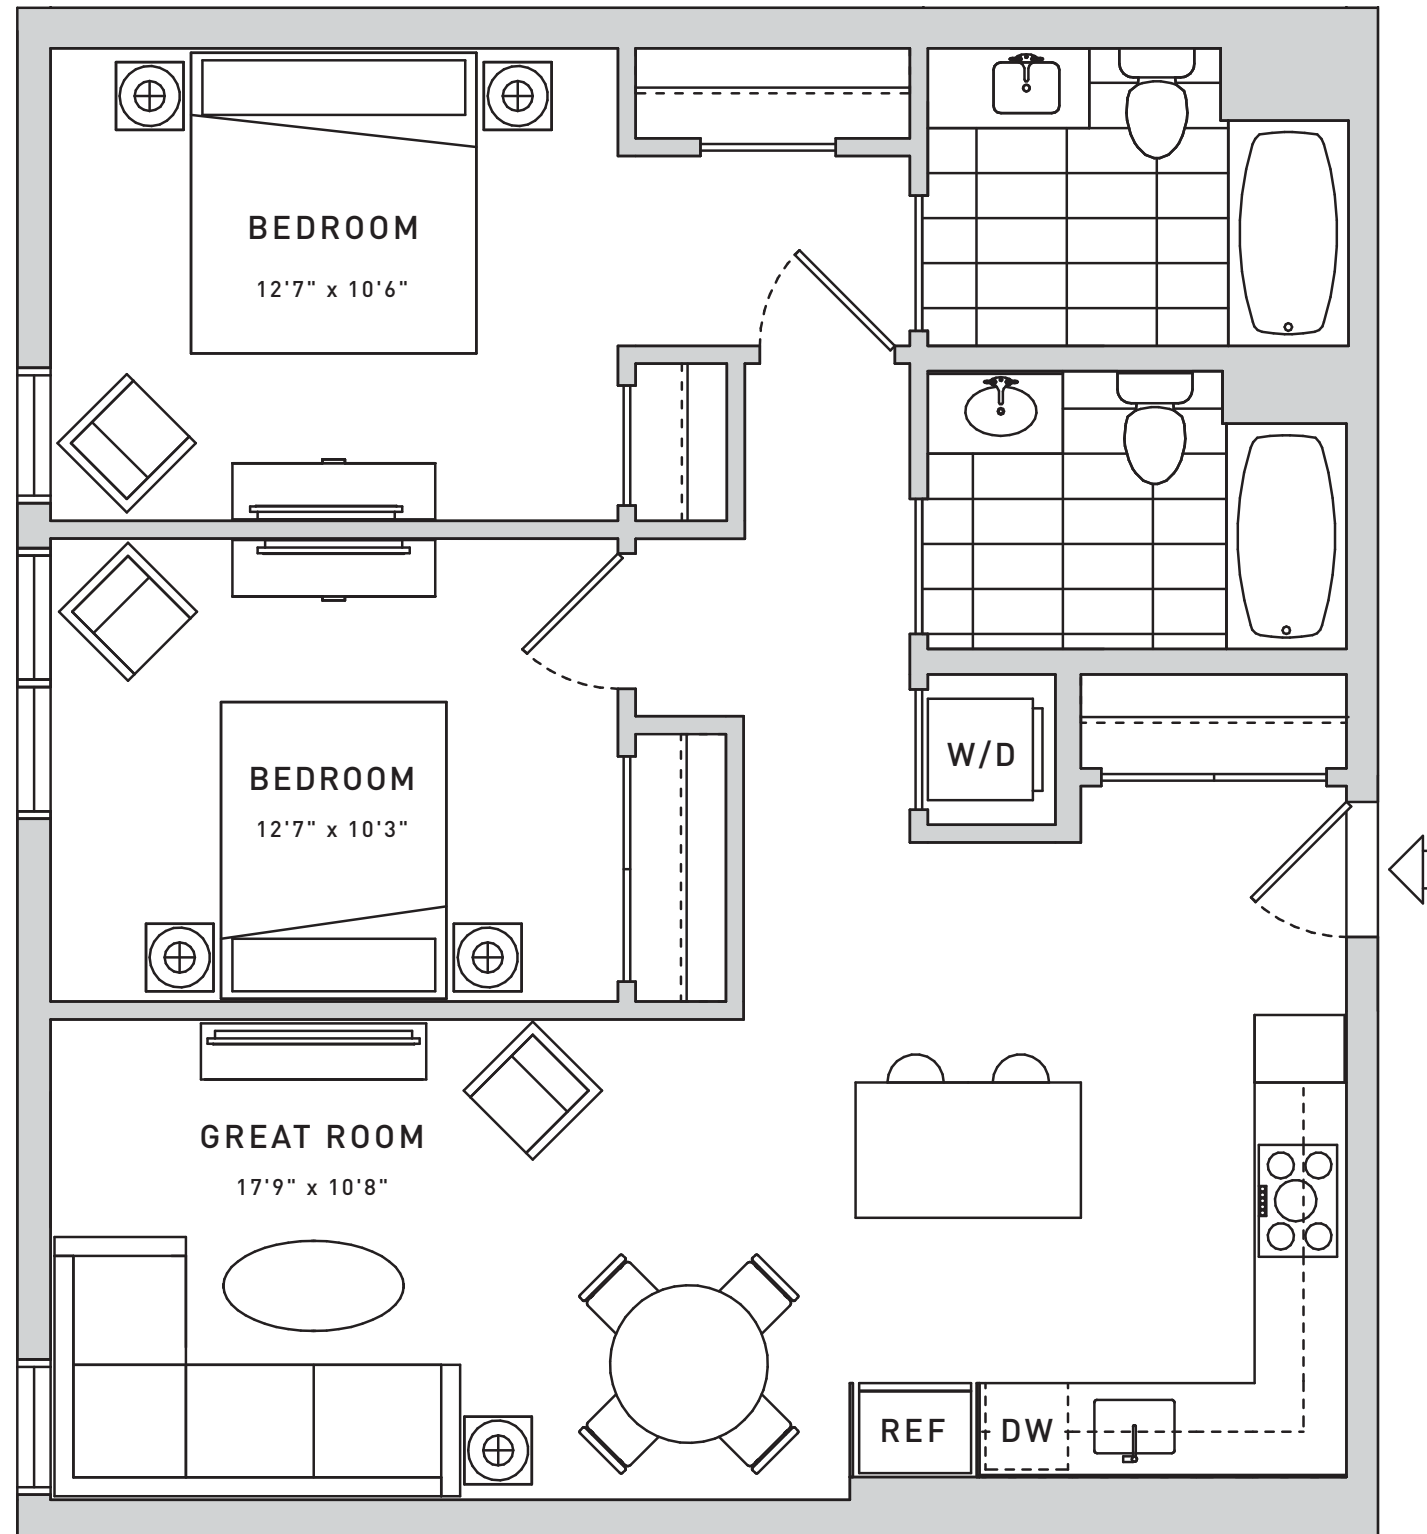 BEDROOM
12'7" x 10'6"
W/D
BEDROOM
12'7" x 10'3"
GREAT ROOM
17'9" x 10'8"
REF
DW